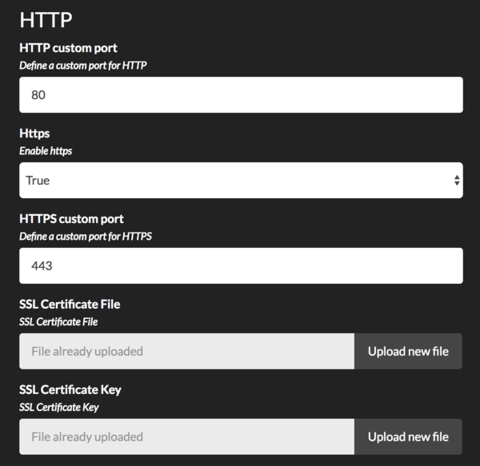 HTTP
HTTP custom port
Define a custom port for HTTP
80
Https
Enable https
True
HTTPS custom port
Define a custom port for HTTPS
443
SSL Certificate File
SSL Certificate File
File already uploaded Upload new file
SSL Certificate Key
SSL Certificate Key
File already uploaded Upload new file